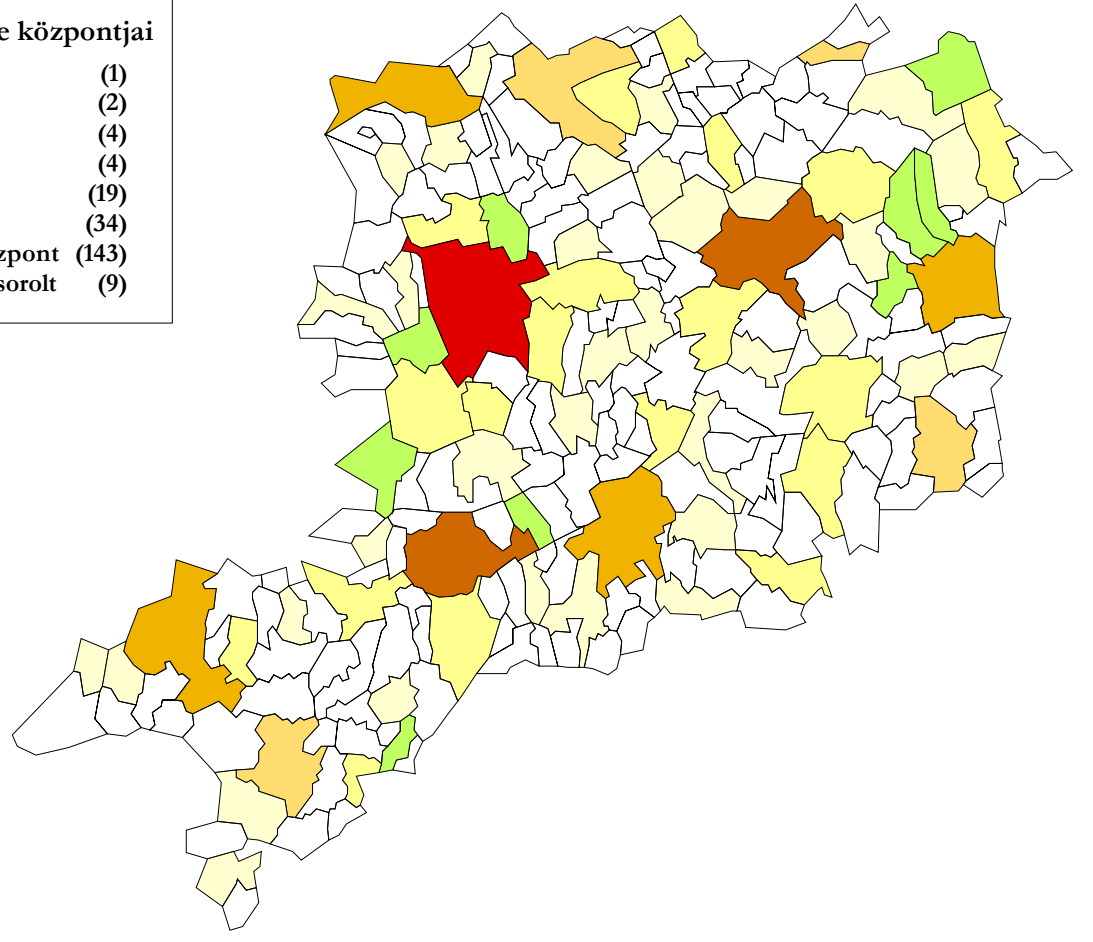 e központjai
(1)
(2)
(4)
(4)
(19)
(34)
zpont (143)
sorolt (9)